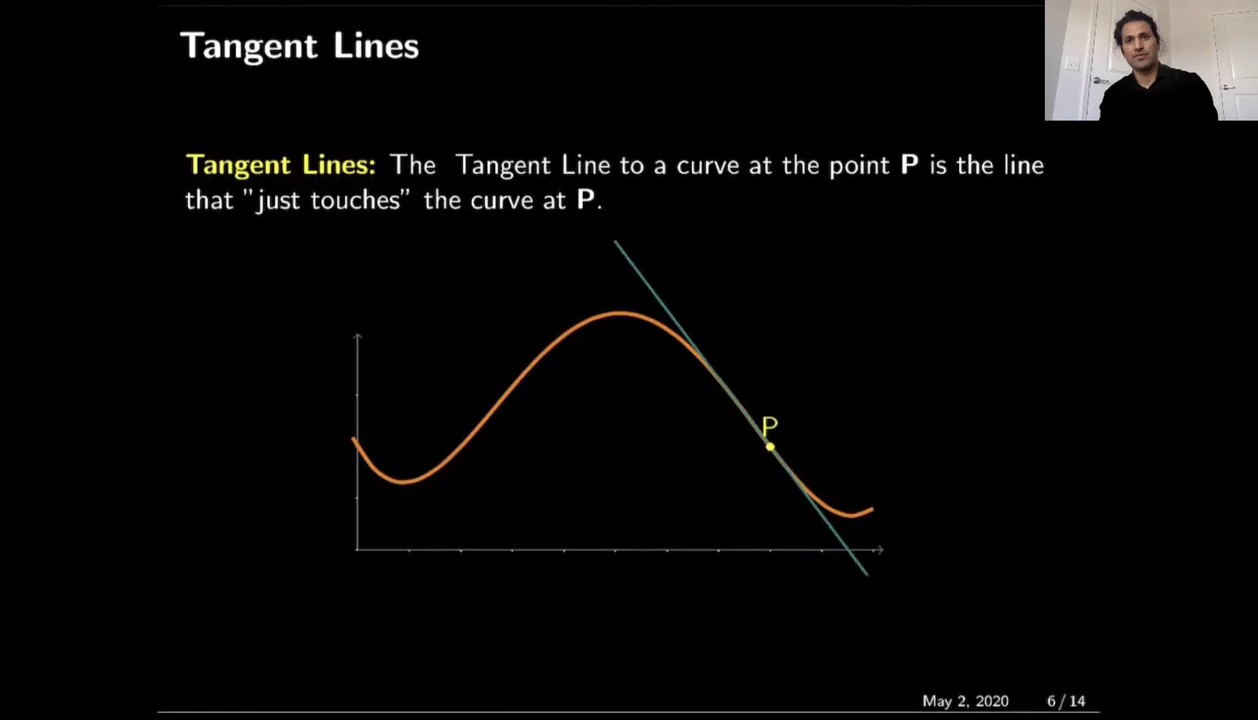 Tangent Lines
Tangent Lines: The Tangent Line to a curve at the point P is the line
that "just touches" the curve at P.
P
May 2, 2020 6 / 14